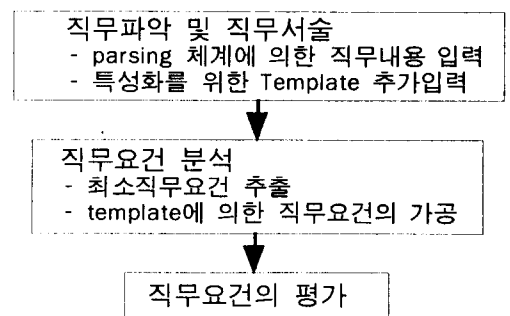 직무파악 및 직무서술
- parsing 체계에 의한 직무내용 입력
- 특성화를 위한 Template 추가입력
직무요건 분석
- 최소직무요건 추출
- template에 의한 직무요건의 가공
직무요건의 평가